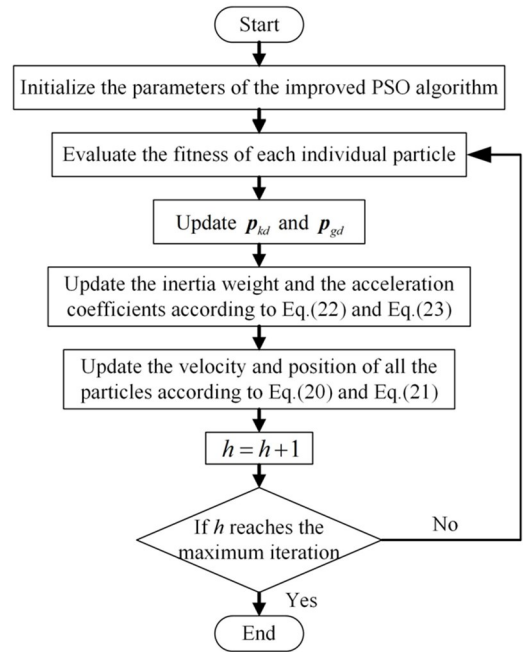 Start
Initialize the parameters of the improved PSO algorithm
Evaluate the fitness of each individual particle
Update p_kd and p_gd
Update the inertia weight and the acceleration
coefficients according to Eq.(22) and Eq.(23)
Update the velocity and position of all the
particles according to Eq.(20) and Eq.(21)
h = h+1
If h reaches the
maximum iteration
No
Yes
End